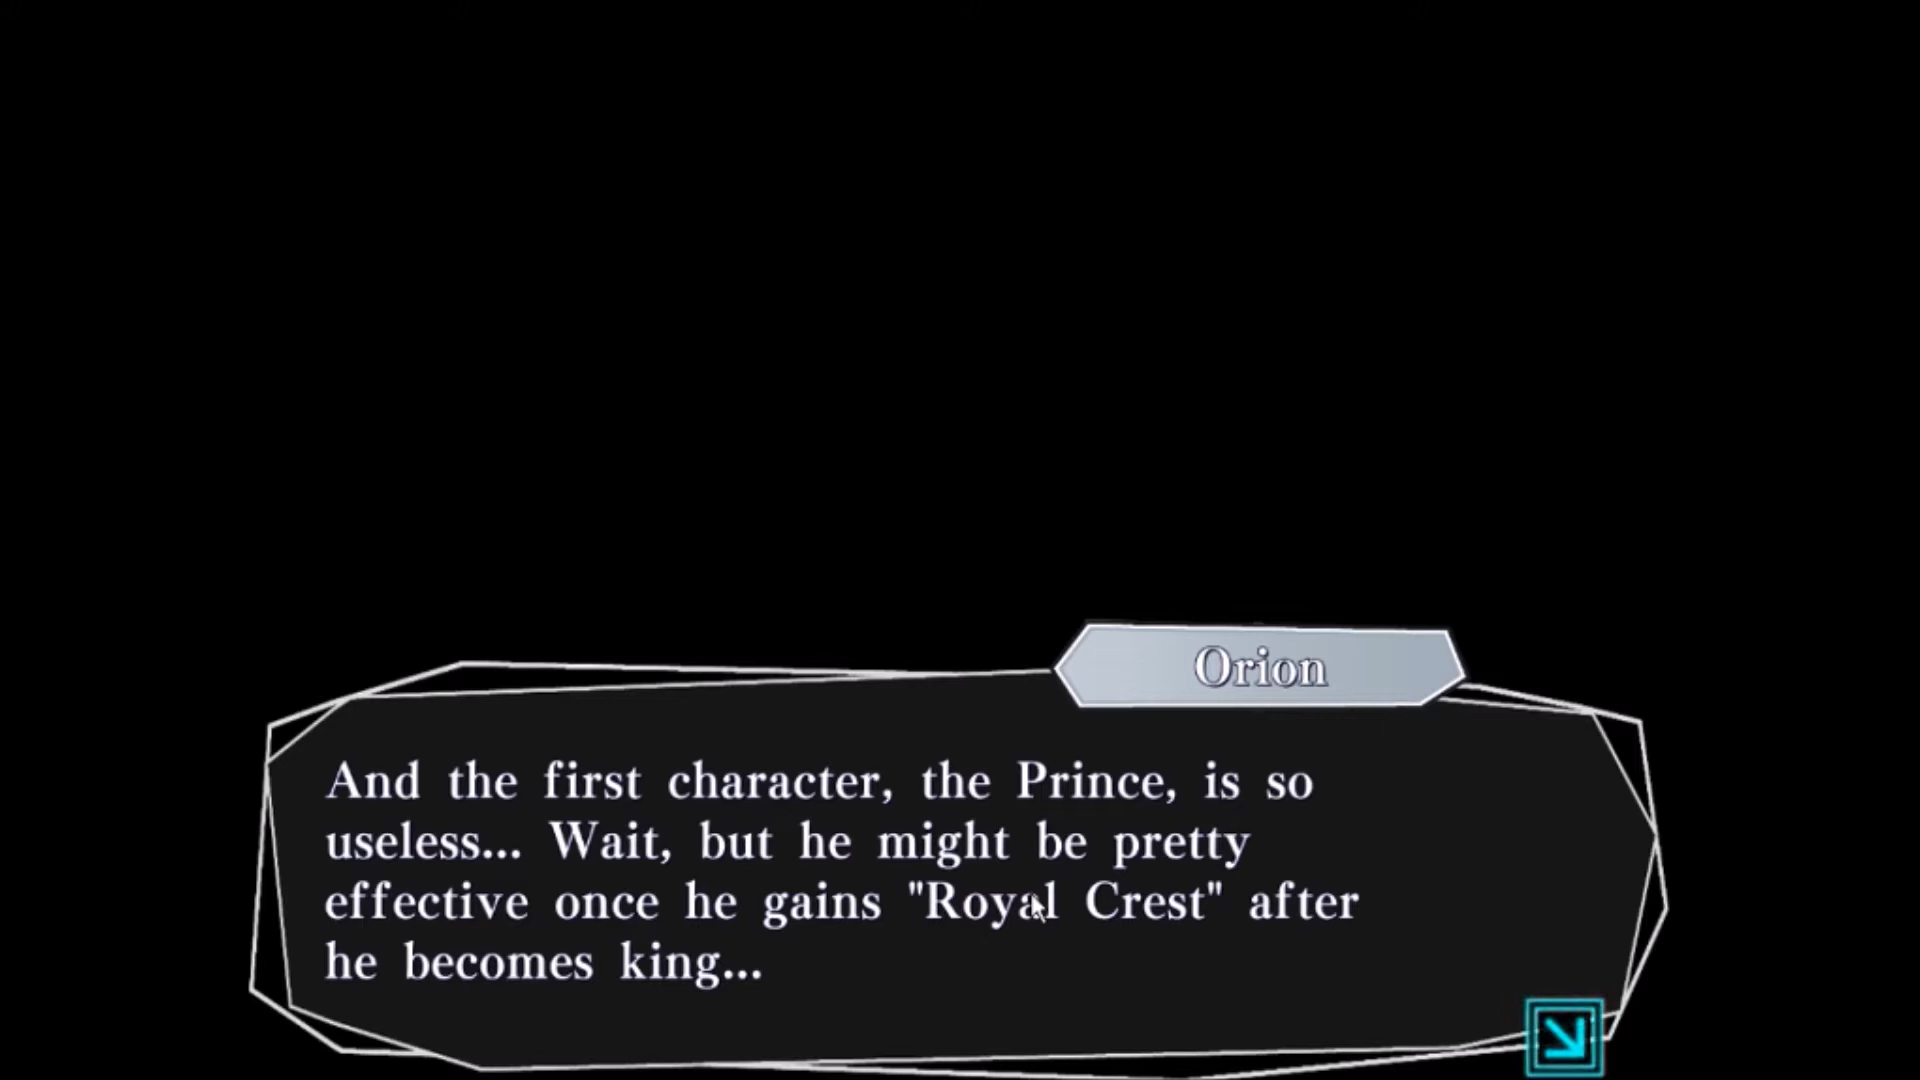 Orion
And the first character, the Prince, is so
useless... Wait, but he might be pretty
effective once he gains "Royal Crest" after
he becomes king...